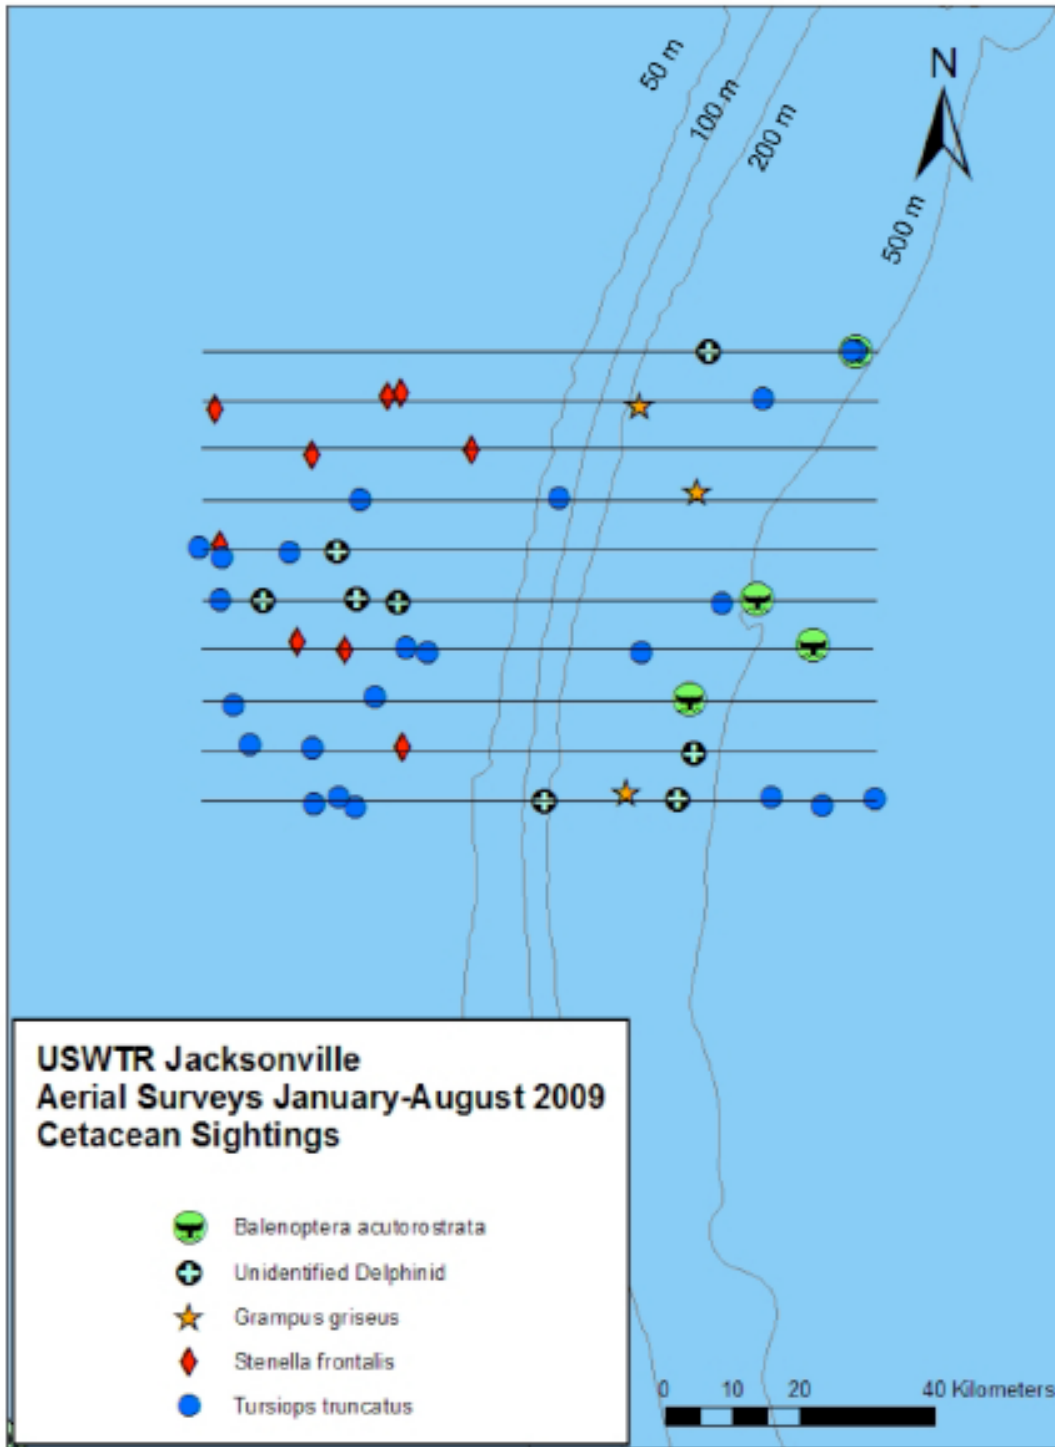 50 m
100 m
200 m
N
500 m
USWTR Jacksonville
Aerial Surveys January-August 2009
Cetacean Sightings
Balenoptera acutorostrata
Unidentified Delphinid
Grampus griseus
Stenella frontalis
Tursiops truncatus
0 10 20 40 Kilometers